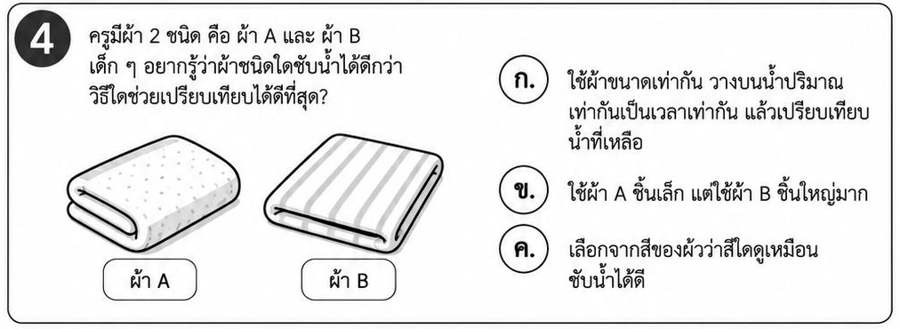 4
ครูมีผ้า 2 ชนิด คือ ผ้า A และ ผ้า B
เด็ก ๆ อยากรู้ว่าผ้าชนิดใดซับน้ำได้ดีกว่า
วิธีใดช่วยเปรียบเทียบได้ดีที่สุด?
ผ้า A
ผ้า B
ก. ใช้ผ้าขนาดเท่ากัน วางบนน้ำปริมาณ
เท่ากันเป็นเวลาเท่ากัน แล้วเปรียบเทียบ
น้ำที่เหลือ
ข. ใช้ผ้า A ชิ้นเล็ก แต่ใช้ผ้า B ชิ้นใหญ่มาก
ค. เลือกจากสีของผ้วว่าสีใดดูเหมือน
ซับน้ำได้ดี